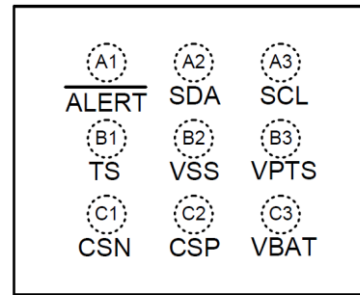 A1 A2 A3
ALERT SDA SCL
B1 B2 B3
TS VSS VPTS
C1 C2 C3
CSN CSP VBAT